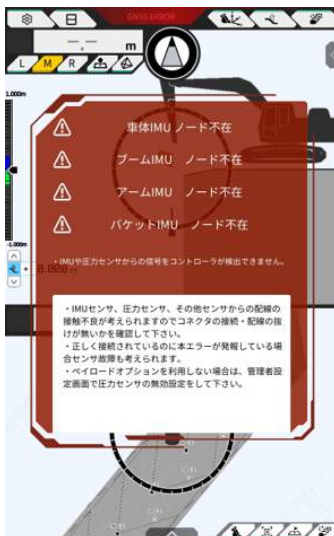 GNSS ERROR
--.-- m
L M R
1.000m
車体IMU ノード不在
ブームIMU ノード不在
アームIMU ノード不在
バケットIMU ノード不在
-1.000m
・IMUや圧力センサからの信号をコントローラが検出できません。
0.000
・IMUセンサ、圧力センサ、その他センサからの配線の
接触不良が考えられますのでコネクタの接続・配線の抜
けが無いかを確認して下さい。
・正しく接続されているのに本エラーが発報している場
合センサ故障も考えられます。
・ペイロードオプションを利用しない場合は、管理者設
定画面で圧力センサの無効設定をして下さい。